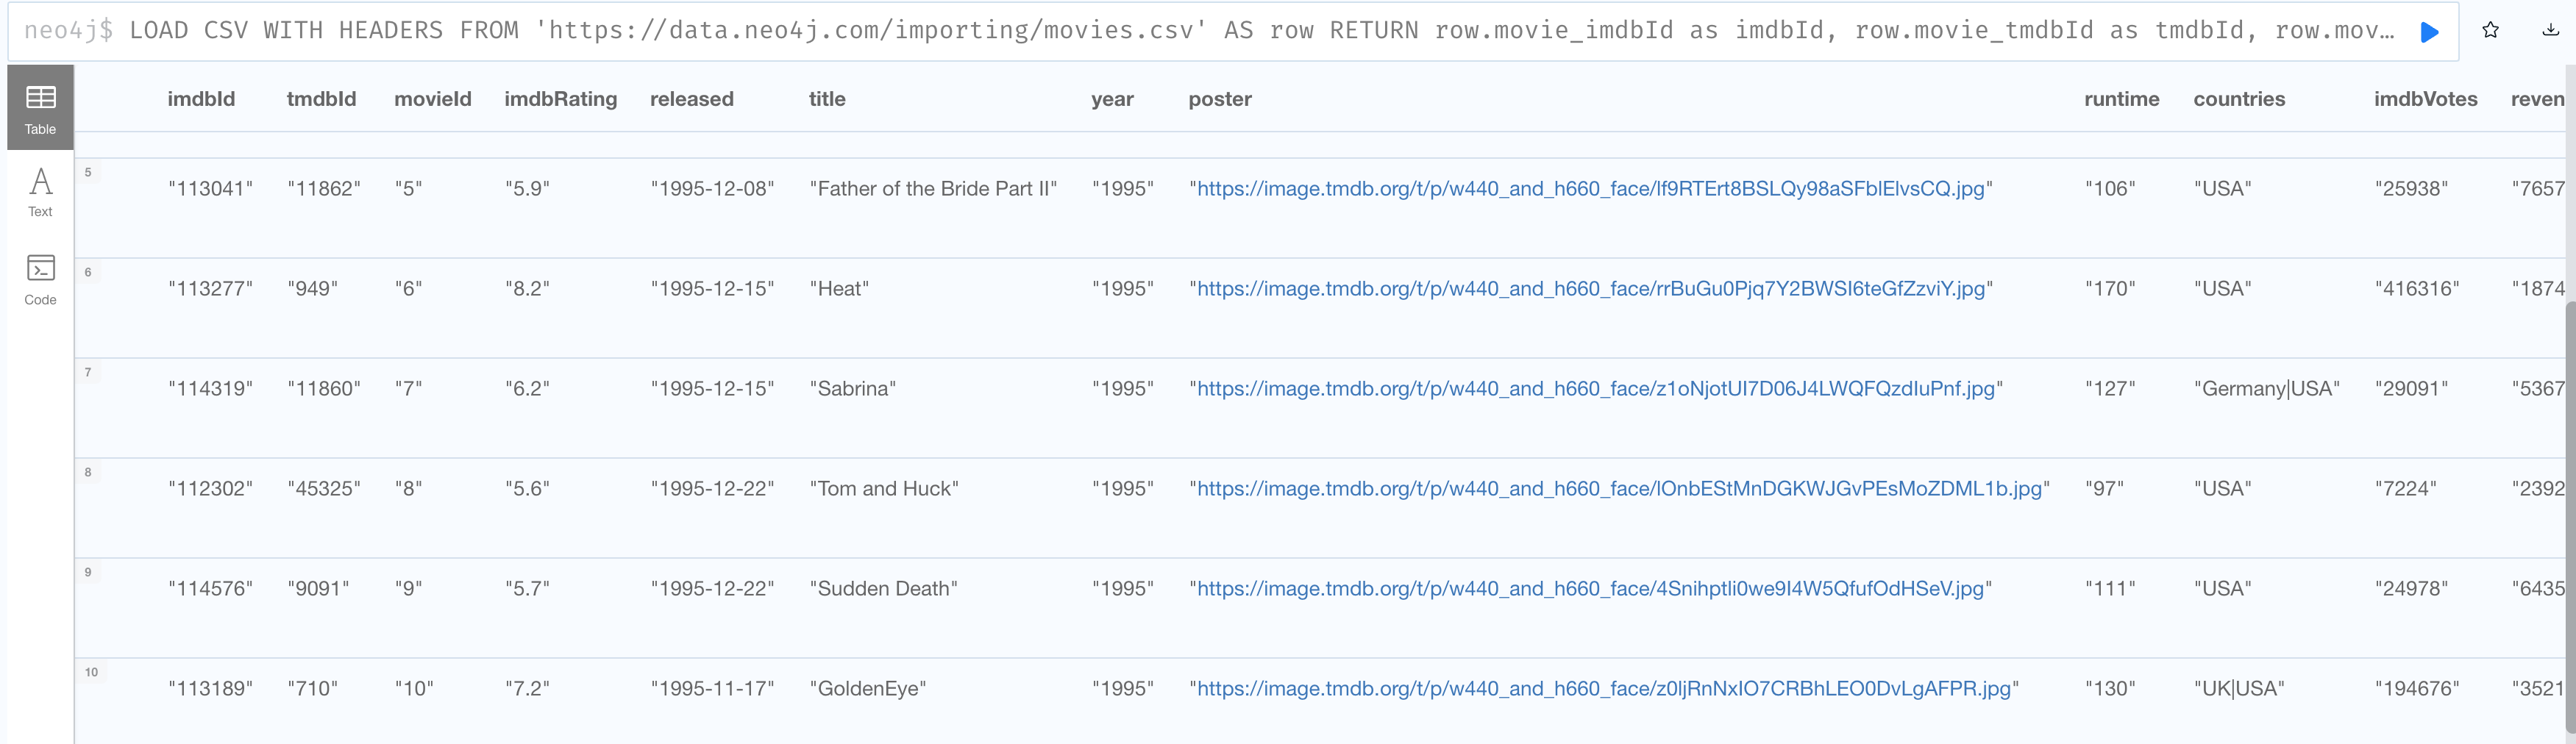 neo4j$ LOAD CSV WITH HEADERS FROM 'https://data.neo4j.com/importing/movies.csv' AS row RETURN row.movie_imdbId as imdbId, row.movie_tmdbId as tmdbId, row.mov…
Table
Text
Code
imdbId tmdbId movieId imdbRating released title year poster runtime countries imdbVotes reven
5
"113041" "11862" "5" "5.9" "1995-12-08" "Father of the Bride Part II" "1995" "https://image.tmdb.org/t/p/w440_and_h660_face/lf9RTErt8BSLQy98aSFblElvsCQ.jpg" "106" "USA" "25938" "7657
6
"113277" "949" "6" "8.2" "1995-12-15" "Heat" "1995" "https://image.tmdb.org/t/p/w440_and_h660_face/rrBuGu0Pjq7Y2BWSI6teGfZzviY.jpg" "170" "USA" "416316" "1874
7
"114319" "11860" "7" "6.2" "1995-12-15" "Sabrina" "1995" "https://image.tmdb.org/t/p/w440_and_h660_face/z1oNjotUI7D06J4LWQFQzdIuPnf.jpg" "127" "Germany|USA" "29091" "5367
8
"112302" "45325" "8" "5.6" "1995-12-22" "Tom and Huck" "1995" "https://image.tmdb.org/t/p/w440_and_h660_face/lOnbEStMnDGKWJGvPEsMoZDML1b.jpg" "97" "USA" "7224" "2392
9
"114576" "9091" "9" "5.7" "1995-12-22" "Sudden Death" "1995" "https://image.tmdb.org/t/p/w440_and_h660_face/4Snihptli0we9I4W5QfufOdHSeV.jpg" "111" "USA" "24978" "6435
10
"113189" "710" "10" "7.2" "1995-11-17" "GoldenEye" "1995" "https://image.tmdb.org/t/p/w440_and_h660_face/z0ljRnNxIO7CRBhLEO0DvLgAFPR.jpg" "130" "UK|USA" "194676" "3521